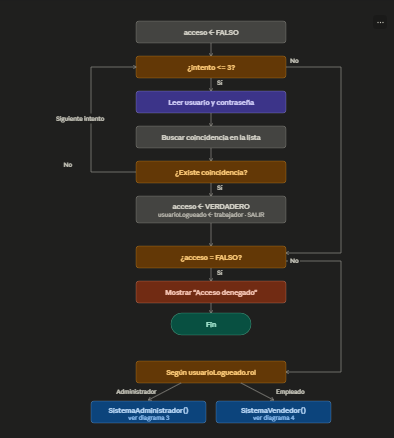 acceso ← FALSO
¿intento <= 3?
No
Sí
Leer usuario y contraseña
Siguiente intento
Buscar coincidencia en la lista
No
¿Existe coincidencia?
Sí
acceso ← VERDADERO
usuarioLogueado ← trabajador · SALIR
¿acceso = FALSO?
No
Sí
Mostrar "Acceso denegado"
Fin
Según usuarioLogueado.rol
Administrador
Empleado
SistemaAdministrador()
ver diagrama 3
SistemaVendedor()
ver diagrama 4